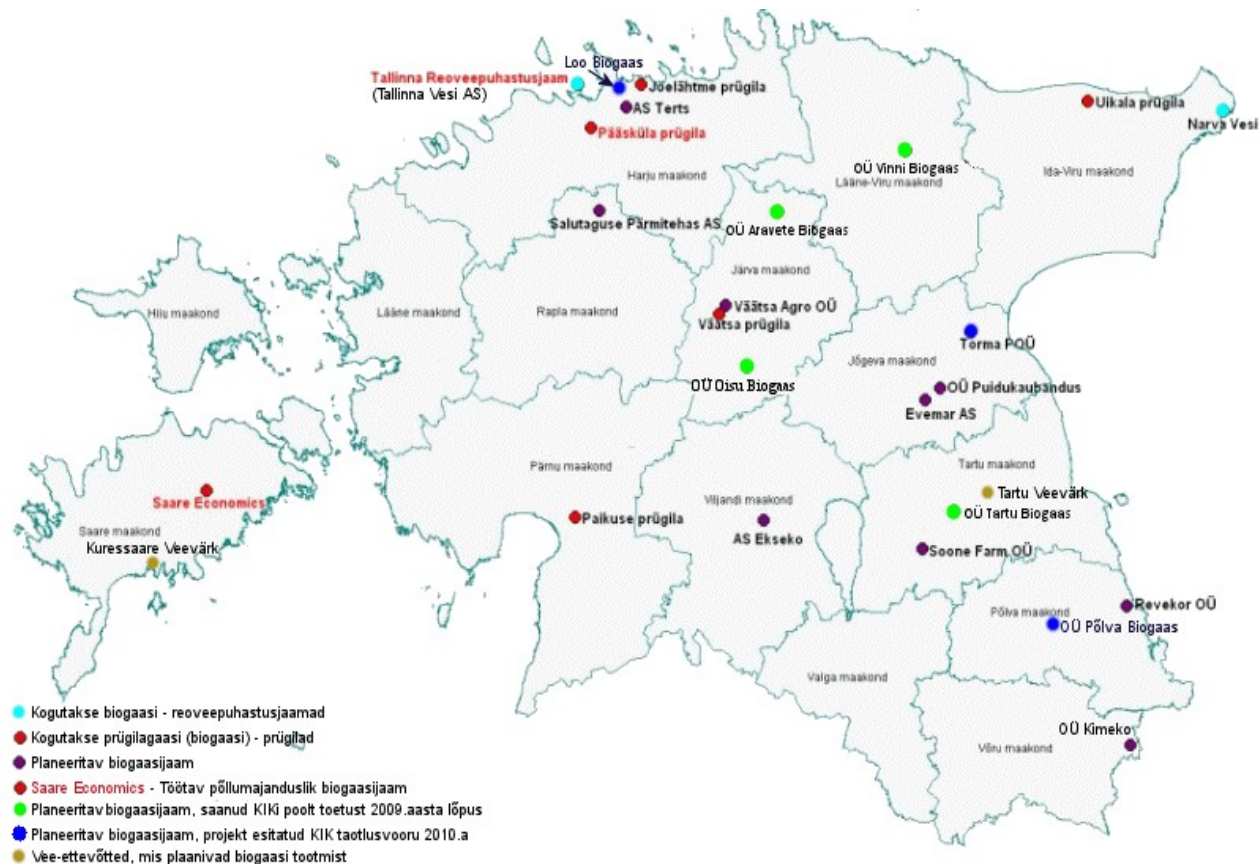 Loo Biogaas
Tallinna Reoveepuhastusjaam
(Tallinna Vesi AS)
Jõelähtme prügila
AS Terts
Pääsküla prügila
Uikala prügila
Narva Vesi
OÜ Vinni Biogaas
Lääne-Viru maakond
Ida-Viru maakond
Harju maakond
Salutaguse Pärmitehas AS
OÜ Aravete Biogaas
Järva maakond
Hiiu maakond
Lääne maakond
Rapla maakond
Väätsa Agro OÜ
Väätsa prügila
Torma POÜ
Jõgeva maakond
OÜ Oisu Biogaas
OÜ Puidukaubandus
Evemar AS
Pärnu maakond
Tartu maakond
Viljandi maakond
Tartu Veevärk
OÜ Tartu Biogaas
Saare Economics
Paikuse prügila
AS Ekseko
Saare maakond
Kuressaare Veevärk
Soone Farm OÜ
Revekor OÜ
Põlva maakond
OÜ Põlva Biogaas
Valga maakond
OÜ Kimeko
Võru maakond
Kogutakse biogaasi - reoveepuhastusjaamad
Kogutakse prügilagaasi (biogaasi) - prügilad
Planeeritav biogaasijaam
Saare Economics - Töötav põllumajanduslik biogaasijaam
Planeeritav biogaasijaam, saanud KIKi poolt toetust 2009.aasta lõpus
Planeeritav biogaasijaam, projekt esitatud KIK taotlusvooru 2010.a
Vee-ettevõtted, mis plaanivad biogaasi tootmist